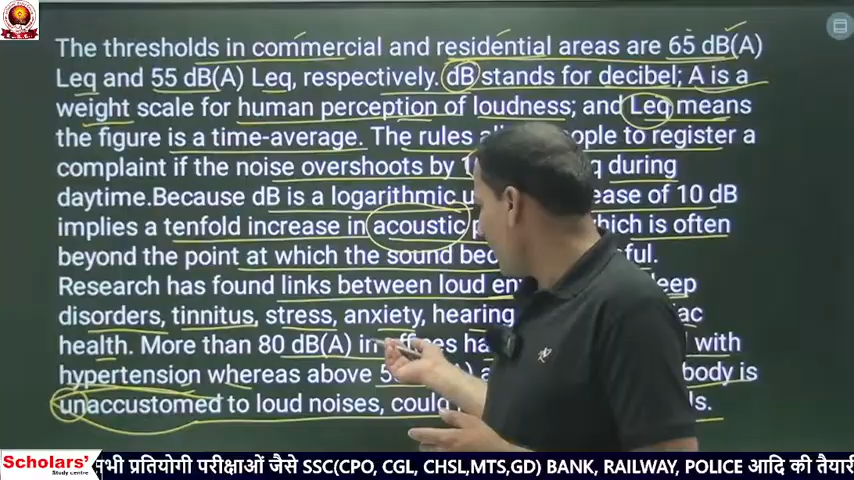 The thresholds in commercial and residential areas are 65 dB(A)
Leq and 55 dB(A) Leq, respectively. dB stands for decibel; A is a
weight scale for human perception of loudness; and Leq means
the figure is a time-average. The rules people to register a
complaint if the noise overshoots by during
daytime.Because dB is a logarithmic of 10 dB
implies a tenfold increase in acoustic which is often
beyond the point at which the sound
Research has found links between loud
disorders, tinnitus, stress, anxiety, hearing
health. More than 80 dB(A) in with
hypertension whereas above body is
unaccustomed to loud noises, could
Scholars'
Study centre
सभी प्रतियोगी परीक्षाओं जैसे SSC(CPO, CGL, CHSL,MTS,GD) BANK, RAILWAY, POLICE आदि की तैयारी